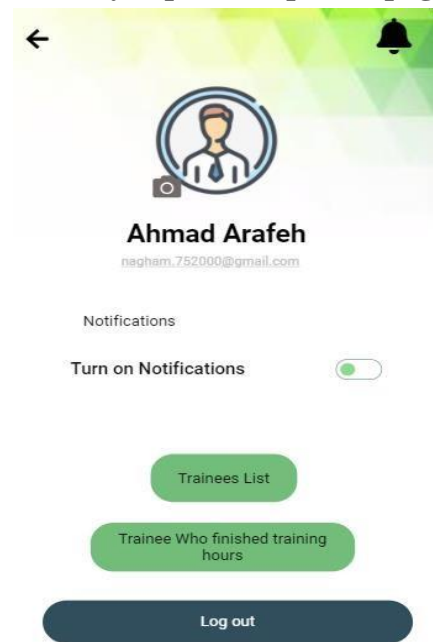 Ahmad Arafeh
nagham.752000@gmail.com
Notifications
Turn on Notifications
Trainees List
Trainee Who finished training
hours
Log out